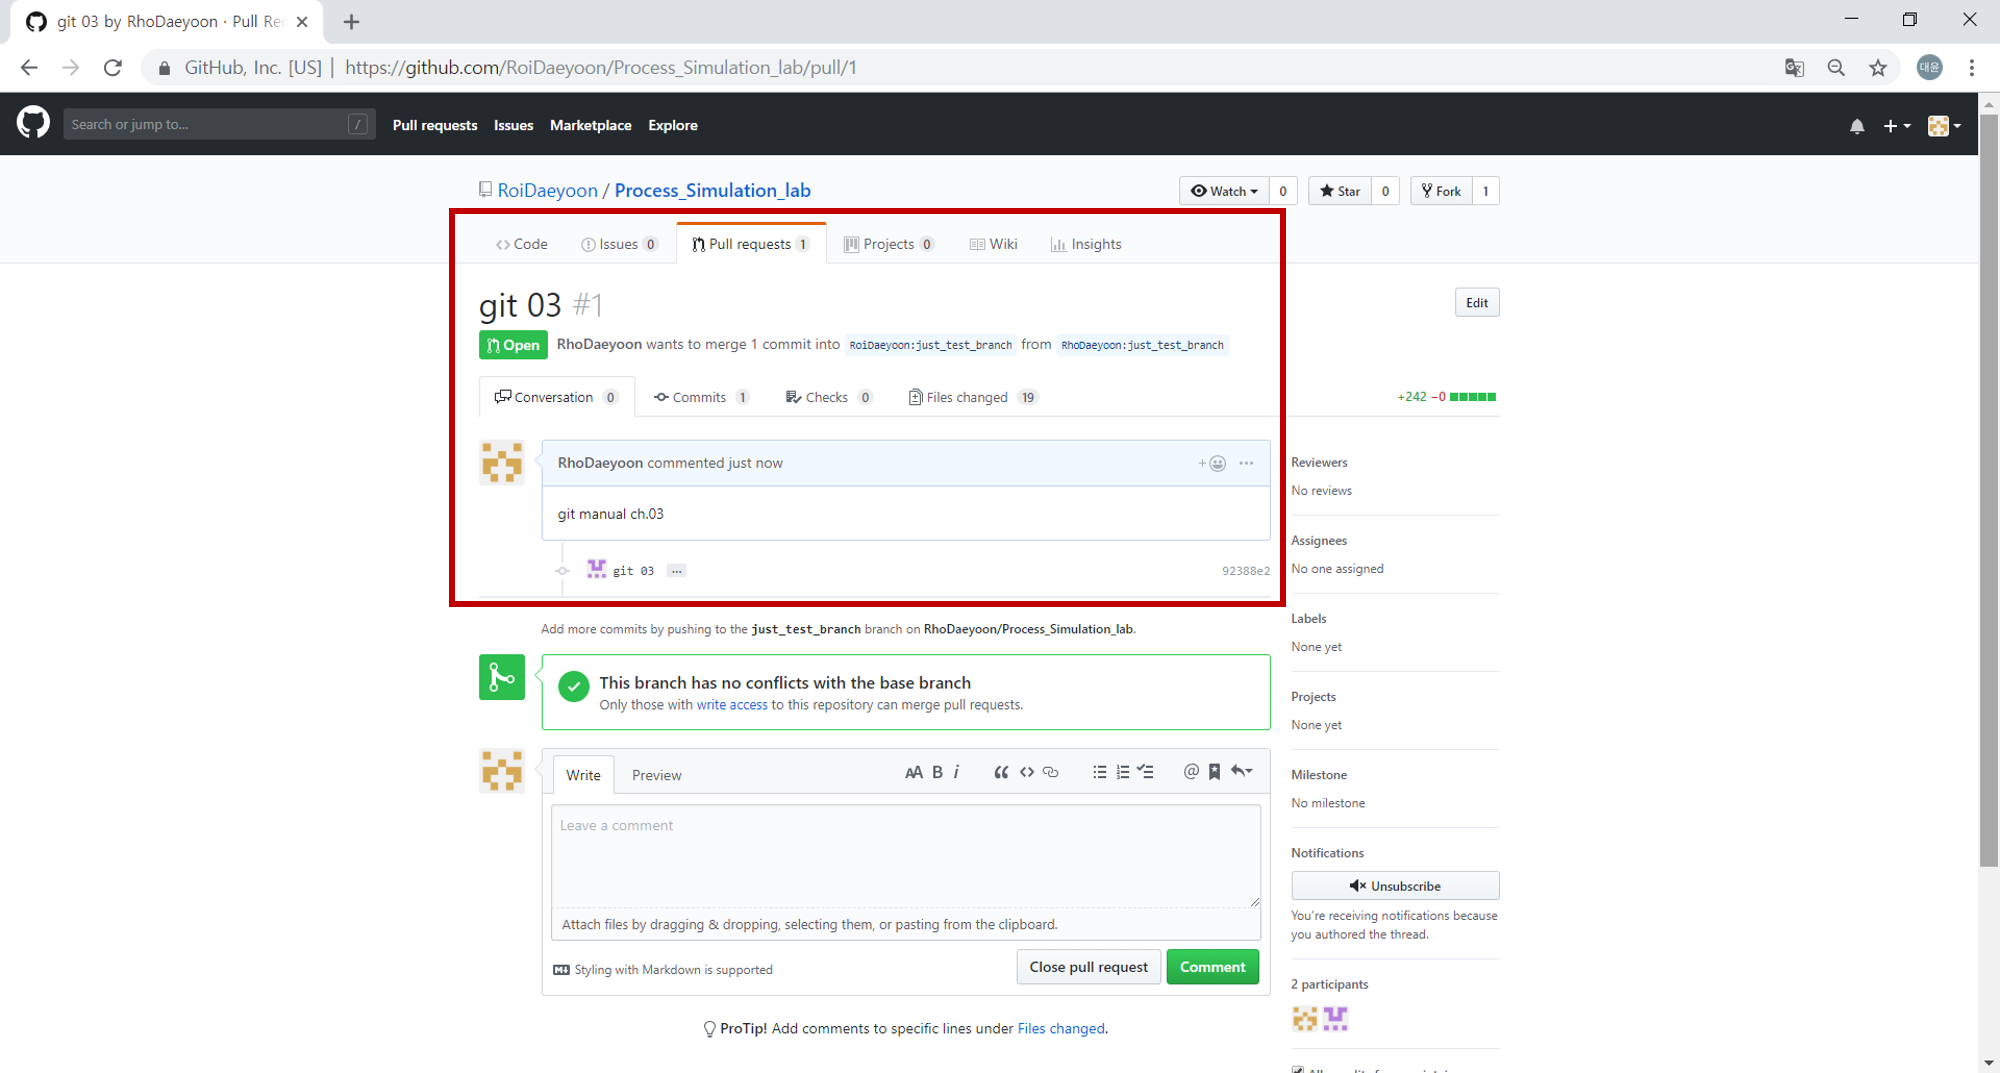 git 03 by RhoDaeyoon · Pull Re
GitHub, Inc. [US] | https://github.com/RoiDaeyoon/Process_Simulation_lab/pull/1
대윤
Search or jump to... /
Pull requests Issues Marketplace Explore
RoiDaeyoon / Process_Simulation_lab
Watch 0 Star 0 Fork 1
Code Issues 0 Pull requests 1 Projects 0 Wiki Insights
git 03 #1
Edit
Open RhoDaeyoon wants to merge 1 commit into RoiDaeyoon:just_test_branch from RhoDaeyoon:just_test_branch
Conversation 0 Commits 1 Checks 0 Files changed 19
+242 −0
RhoDaeyoon commented just now
git manual ch.03
git 03 ...
92388e2
Add more commits by pushing to the just_test_branch branch on RhoDaeyoon/Process_Simulation_lab.
This branch has no conflicts with the base branch
Only those with write access to this repository can merge pull requests.
Write Preview
AA B i
Leave a comment
Attach files by dragging & dropping, selecting them, or pasting from the clipboard.
Styling with Markdown is supported
Close pull request Comment
ProTip! Add comments to specific lines under Files changed.
Reviewers
No reviews
Assignees
No one assigned
Labels
None yet
Projects
None yet
Milestone
No milestone
Notifications
Unsubscribe
You're receiving notifications because
you authored the thread.
2 participants